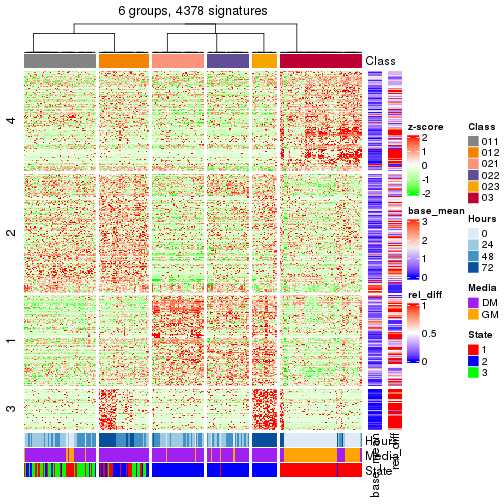 6 groups, 4378 signatures
Class
4
2
1
3
Hours
Media
State
base_mean
rel_diff
z-score
2
1
0
-1
-2
base_mean
3
2
1
0
rel_diff
1
0.5
0
Class
011
012
021
022
023
03
Hours
0
24
48
72
Media
DM
GM
State
1
2
3